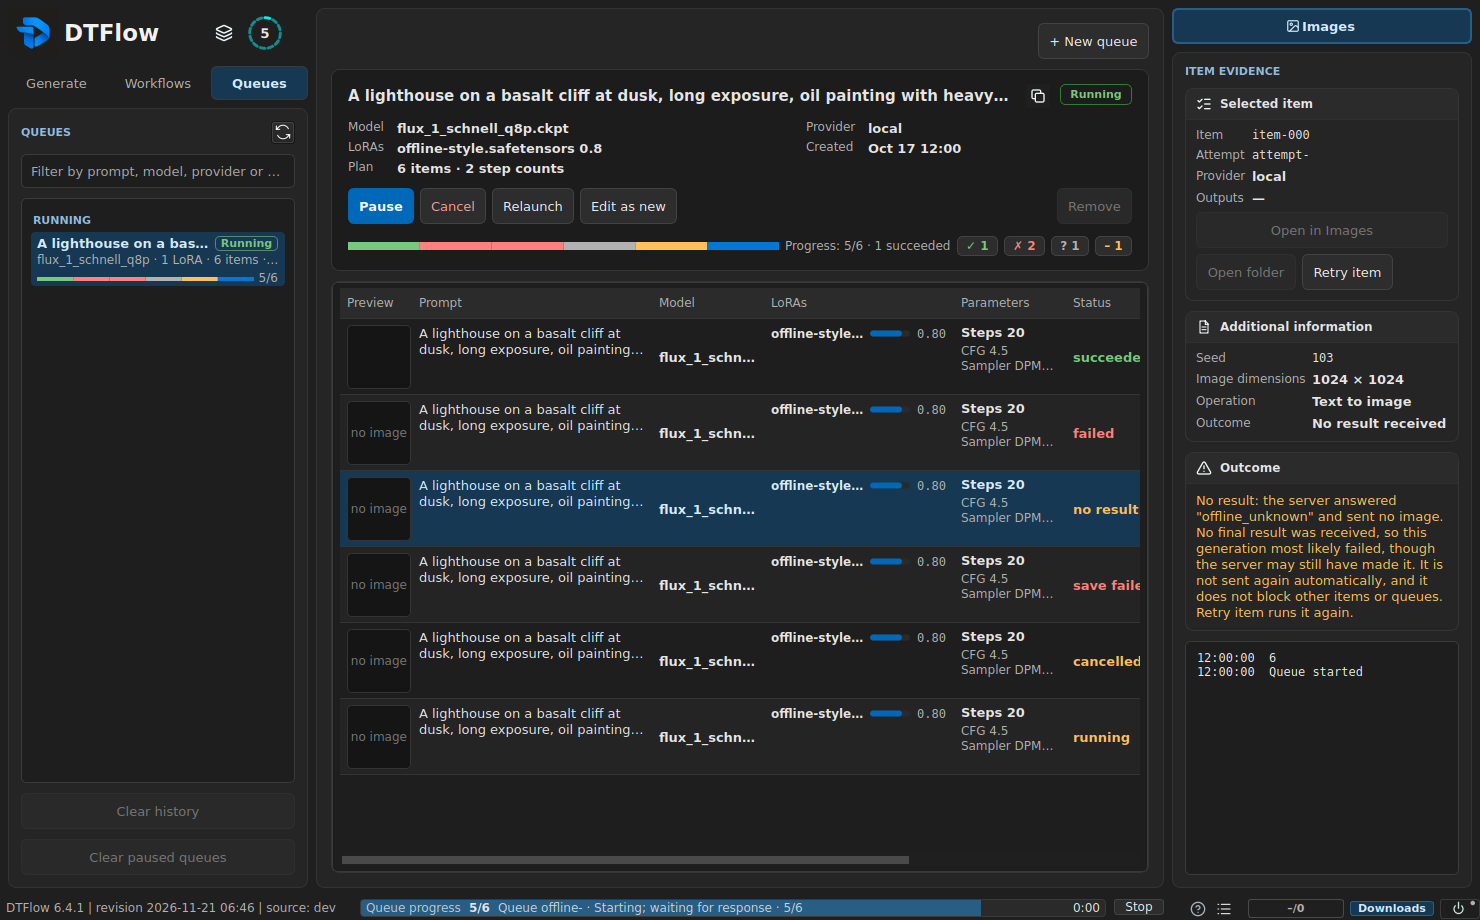 DTFlow
5
Generate
Workflows
Queues
QUEUES
Filter by prompt, model, provider or ...
RUNNING
A lighthouse on a bas...
Running
flux_1_schnell_q8p · 1 LoRA · 6 items ·...
5/6
Clear history
Clear paused queues
+ New queue
A lighthouse on a basalt cliff at dusk, long exposure, oil painting with heavy...
Running
Model flux_1_schnell_q8p.ckpt
Provider local
LoRAs offline-style.safetensors 0.8
Created Oct 17 12:00
Plan 6 items · 2 step counts
Pause
Cancel
Relaunch
Edit as new
Remove
Progress: 5/6 · 1 succeeded
✓ 1
✗ 2
? 1
– 1
Preview Prompt Model LoRAs Parameters Status
A lighthouse on a basalt cliff at
dusk, long exposure, oil painting...
flux_1_schn...
offline-style... 0.80
Steps 20
CFG 4.5
Sampler DPM...
succeede
no image
A lighthouse on a basalt cliff at
dusk, long exposure, oil painting...
flux_1_schn...
offline-style... 0.80
Steps 20
CFG 4.5
Sampler DPM...
failed
no image
A lighthouse on a basalt cliff at
dusk, long exposure, oil painting...
flux_1_schn...
offline-style... 0.80
Steps 20
CFG 4.5
Sampler DPM...
no result
no image
A lighthouse on a basalt cliff at
dusk, long exposure, oil painting...
flux_1_schn...
offline-style... 0.80
Steps 20
CFG 4.5
Sampler DPM...
save faile
no image
A lighthouse on a basalt cliff at
dusk, long exposure, oil painting...
flux_1_schn...
offline-style... 0.80
Steps 20
CFG 4.5
Sampler DPM...
cancelled
no image
A lighthouse on a basalt cliff at
dusk, long exposure, oil painting...
flux_1_schn...
offline-style... 0.80
Steps 20
CFG 4.5
Sampler DPM...
running
Images
ITEM EVIDENCE
Selected item
Item item-000
Attempt attempt-
Provider local
Outputs —
Open in Images
Open folder
Retry item
Additional information
Seed 103
Image dimensions 1024 × 1024
Operation Text to image
Outcome No result received
Outcome
No result: the server answered
"offline_unknown" and sent no image.
No final result was received, so this
generation most likely failed, though
the server may still have made it. It is
not sent again automatically, and it
does not block other items or queues.
Retry item runs it again.
12:00:00 6
12:00:00 Queue started
DTFlow 6.4.1 | revision 2026-11-21 06:46 | source: dev
Queue progress 5/6 Queue offline- · Starting; waiting for response · 5/6
0:00
Stop
-/0
Downloads